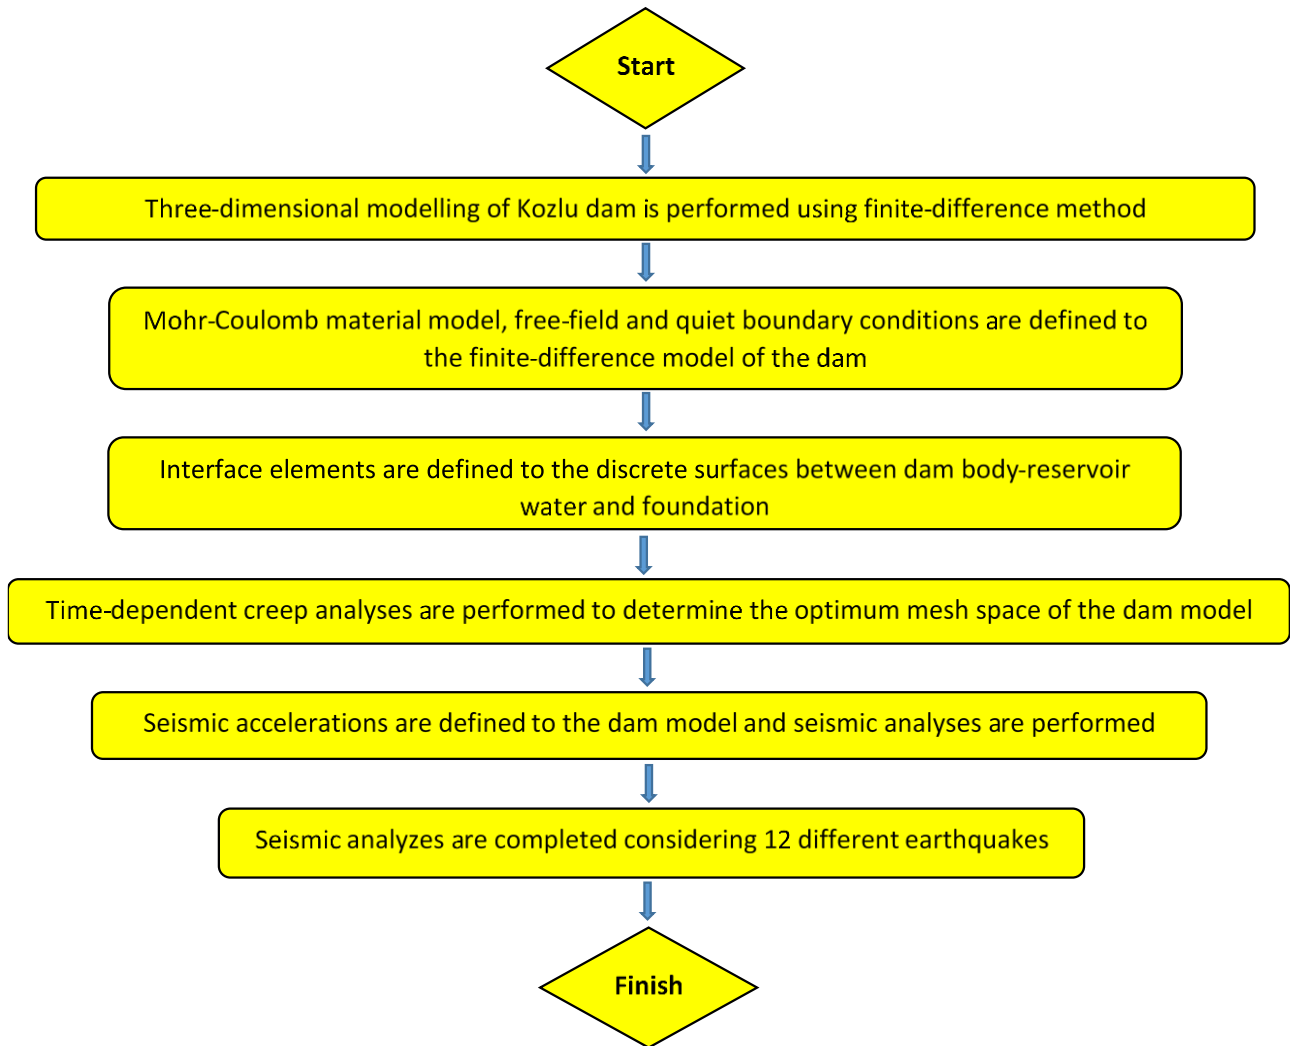 Start
Three-dimensional modelling of Kozlu dam is performed using finite-difference method
Mohr-Coulomb material model, free-field and quiet boundary conditions are defined to
the finite-difference model of the dam
Interface elements are defined to the discrete surfaces between dam body-reservoir
water and foundation
Time-dependent creep analyses are performed to determine the optimum mesh space of the dam model
Seismic accelerations are defined to the dam model and seismic analyses are performed
Seismic analyzes are completed considering 12 different earthquakes
Finish